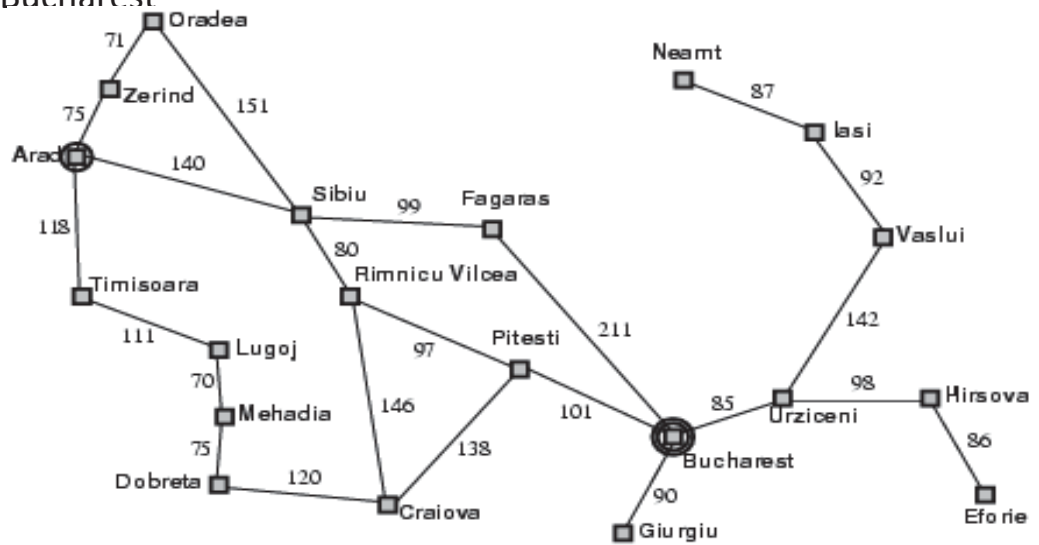 Bucharest
Oradea
71
Neamt
Zerind
87
75
151
Iasi
Arad
140
92
Sibiu
Fagaras
99
118
Vaslui
80
Timisoara
Rimnicu Vilcea
142
211
111
Lugoj
Pitesti
97
70
98
Hirsova
146
101
85
Mehadia
Urziceni
138
86
75
Bucharest
Dobreta
120
90
Craiova
Eforie
Giurgiu